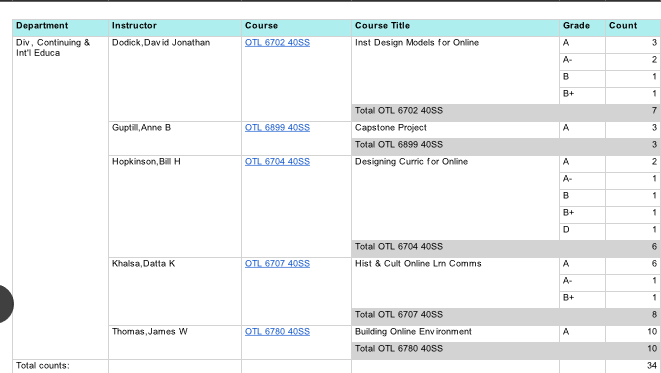 Department Instructor Course Course Title Grade Count
Div, Continuing & Int'l Educa Dodick,David Jonathan OTL 6702 40SS Inst Design Models for Online A 3
A- 2
B 1
B+ 1
Total OTL 6702 40SS 7
Guptill,Anne B OTL 6899 40SS Capstone Project A 3
Total OTL 6899 40SS 3
Hopkinson,Bill H OTL 6704 40SS Designing Curric for Online A 2
A- 1
B 1
B+ 1
D 1
Total OTL 6704 40SS 6
Khalsa,Datta K OTL 6707 40SS Hist & Cult Online Lrn Comms A 6
A- 1
B+ 1
Total OTL 6707 40SS 8
Thomas,James W OTL 6780 40SS Building Online Environment A 10
Total OTL 6780 40SS 10
Total counts: 34